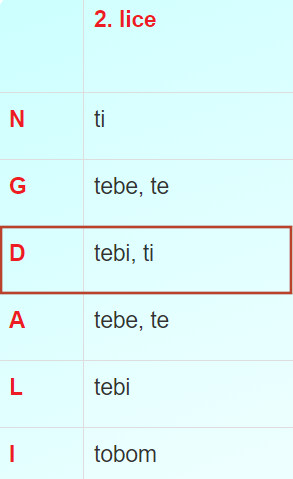 2. lice
N ti
G tebe, te
D tebi, ti
A tebe, te
L tebi
I tobom